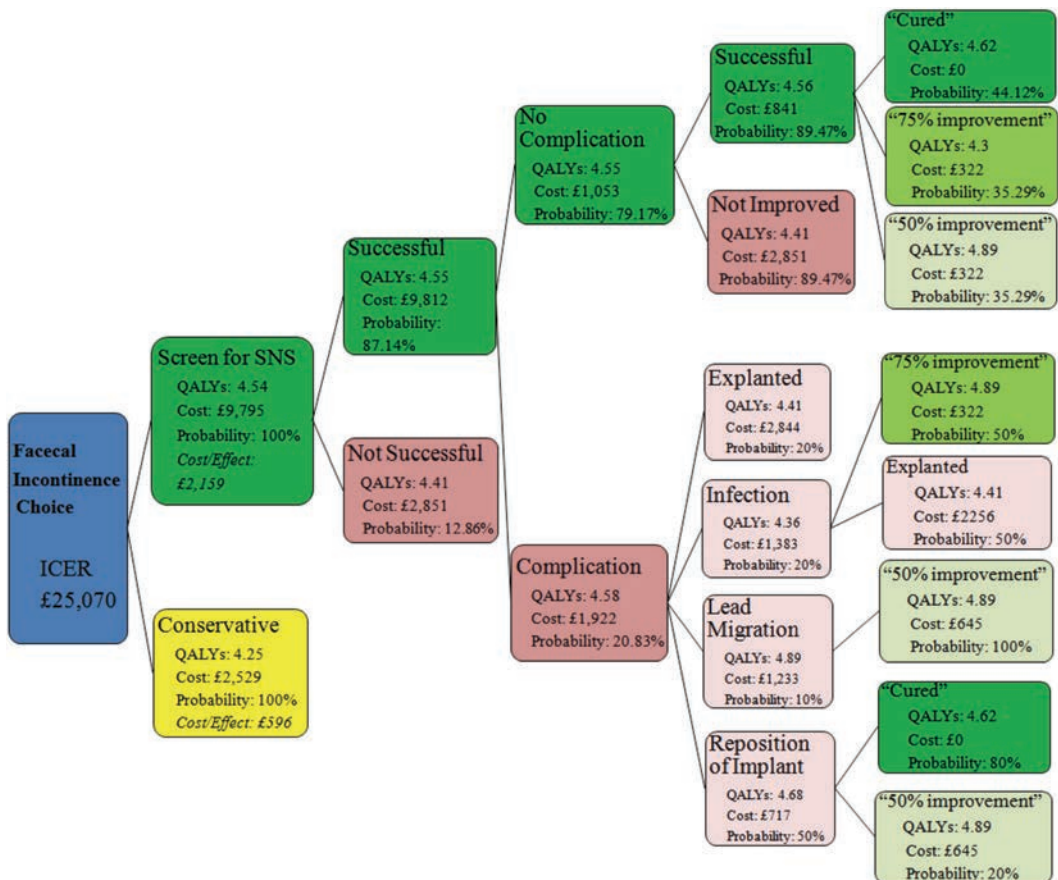 Facecal
Incontinence
Choice
ICER
£25,070
Screen for SNS
QALYs: 4.54
Cost: £9,795
Probability: 100%
Cost/Effect:
£2,159
Conservative
QALYs: 4.25
Cost: £2,529
Probability: 100%
Cost/Effect: £596
Successful
QALYs: 4.55
Cost: £9,812
Probability:
87.14%
Not Successful
QALYs: 4.41
Cost: £2,851
Probability: 12.86%
No
Complication
QALYs: 4.55
Cost: £1,053
Probability: 79.17%
Complication
QALYs: 4.58
Cost: £1,922
Probability: 20.83%
Successful
QALYs: 4.56
Cost: £841
Probability: 89.47%
Not Improved
QALYs: 4.41
Cost: £2,851
Probability: 89.47%
Explanted
QALYs: 4.41
Cost: £2,844
Probability: 20%
Infection
QALYs: 4.36
Cost: £1,383
Probability: 20%
Lead
Migration
QALYs: 4.89
Cost: £1,233
Probability: 10%
Reposition
of Implant
QALYs: 4.68
Cost: £717
Probability: 50%
“Cured”
QALYs: 4.62
Cost: £0
Probability: 44.12%
“75% improvement”
QALYs: 4.3
Cost: £322
Probability: 35.29%
“50% improvement”
QALYs: 4.89
Cost: £322
Probability: 35.29%
“75% improvement”
QALYs: 4.89
Cost: £322
Probability: 50%
Explanted
QALYs: 4.41
Cost: £2256
Probability: 50%
“50% improvement”
QALYs: 4.89
Cost: £645
Probability: 100%
“Cured”
QALYs: 4.62
Cost: £0
Probability: 80%
“50% improvement”
QALYs: 4.89
Cost: £645
Probability: 20%